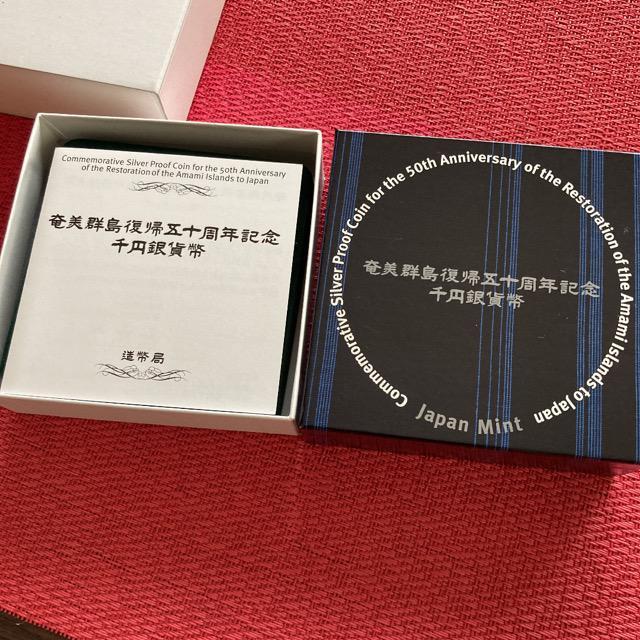 Commemorative Silver Proof Coin for the 50th Anniversary
of the Restoration of the Amami Islands to Japan
奄美群島復帰五十周年記念
千円銀貨幣
造幣局
Commemorative Silver Proof Coin for the 50th Anniversary of the Restoration of the Amami Islands to Japan
奄美群島復帰五十周年記念
千円銀貨幣
Japan Mint